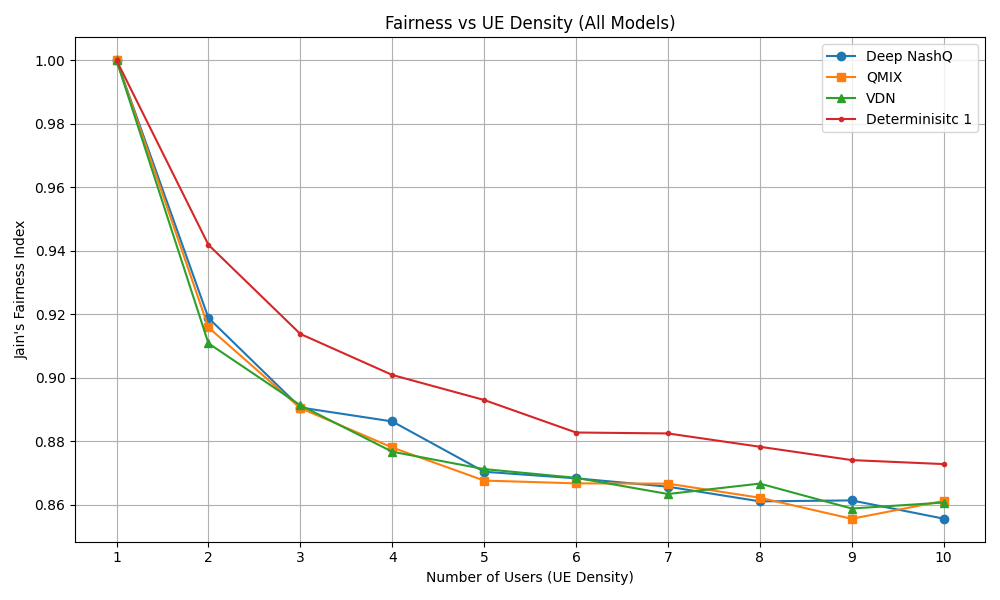 Fairness vs UE Density (All Models)
Jain's Fairness Index
1.00
0.98
0.96
0.94
0.92
0.90
0.88
0.86
Deep NashQ
QMIX
VDN
Determinisitc 1
1 2 3 4 5 6 7 8 9 10
Number of Users (UE Density)